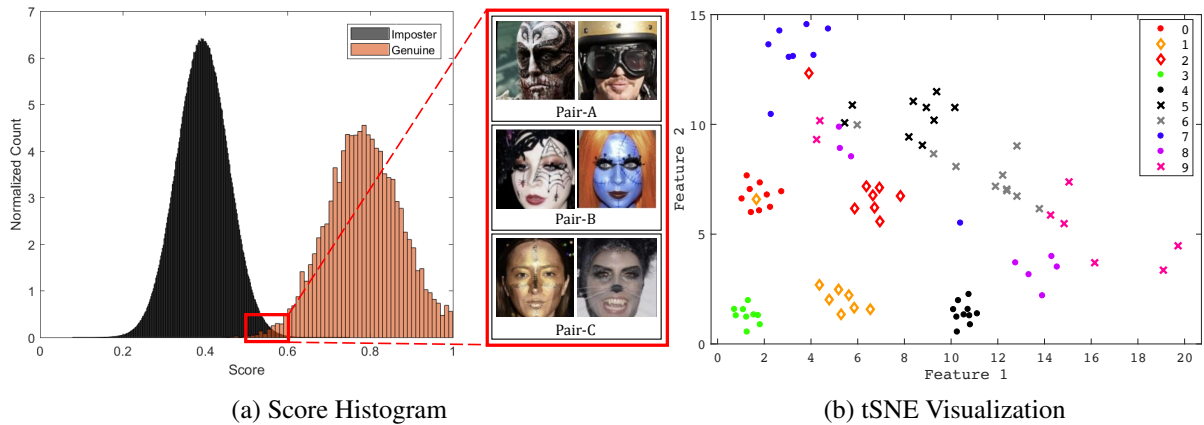 7
6
5
4
3
2
1
0
Normalized Count
0 0.2 0.4 0.6 0.8 1
Score
Imposter
Genuine
Pair-A
Pair-B
Pair-C
(a) Score Histogram
15
10
5
0
Feature 2
0 2 4 6 8 10 12 14 16 18 20
Feature 1
0
1
2
3
4
5
6
7
8
9
(b) tSNE Visualization